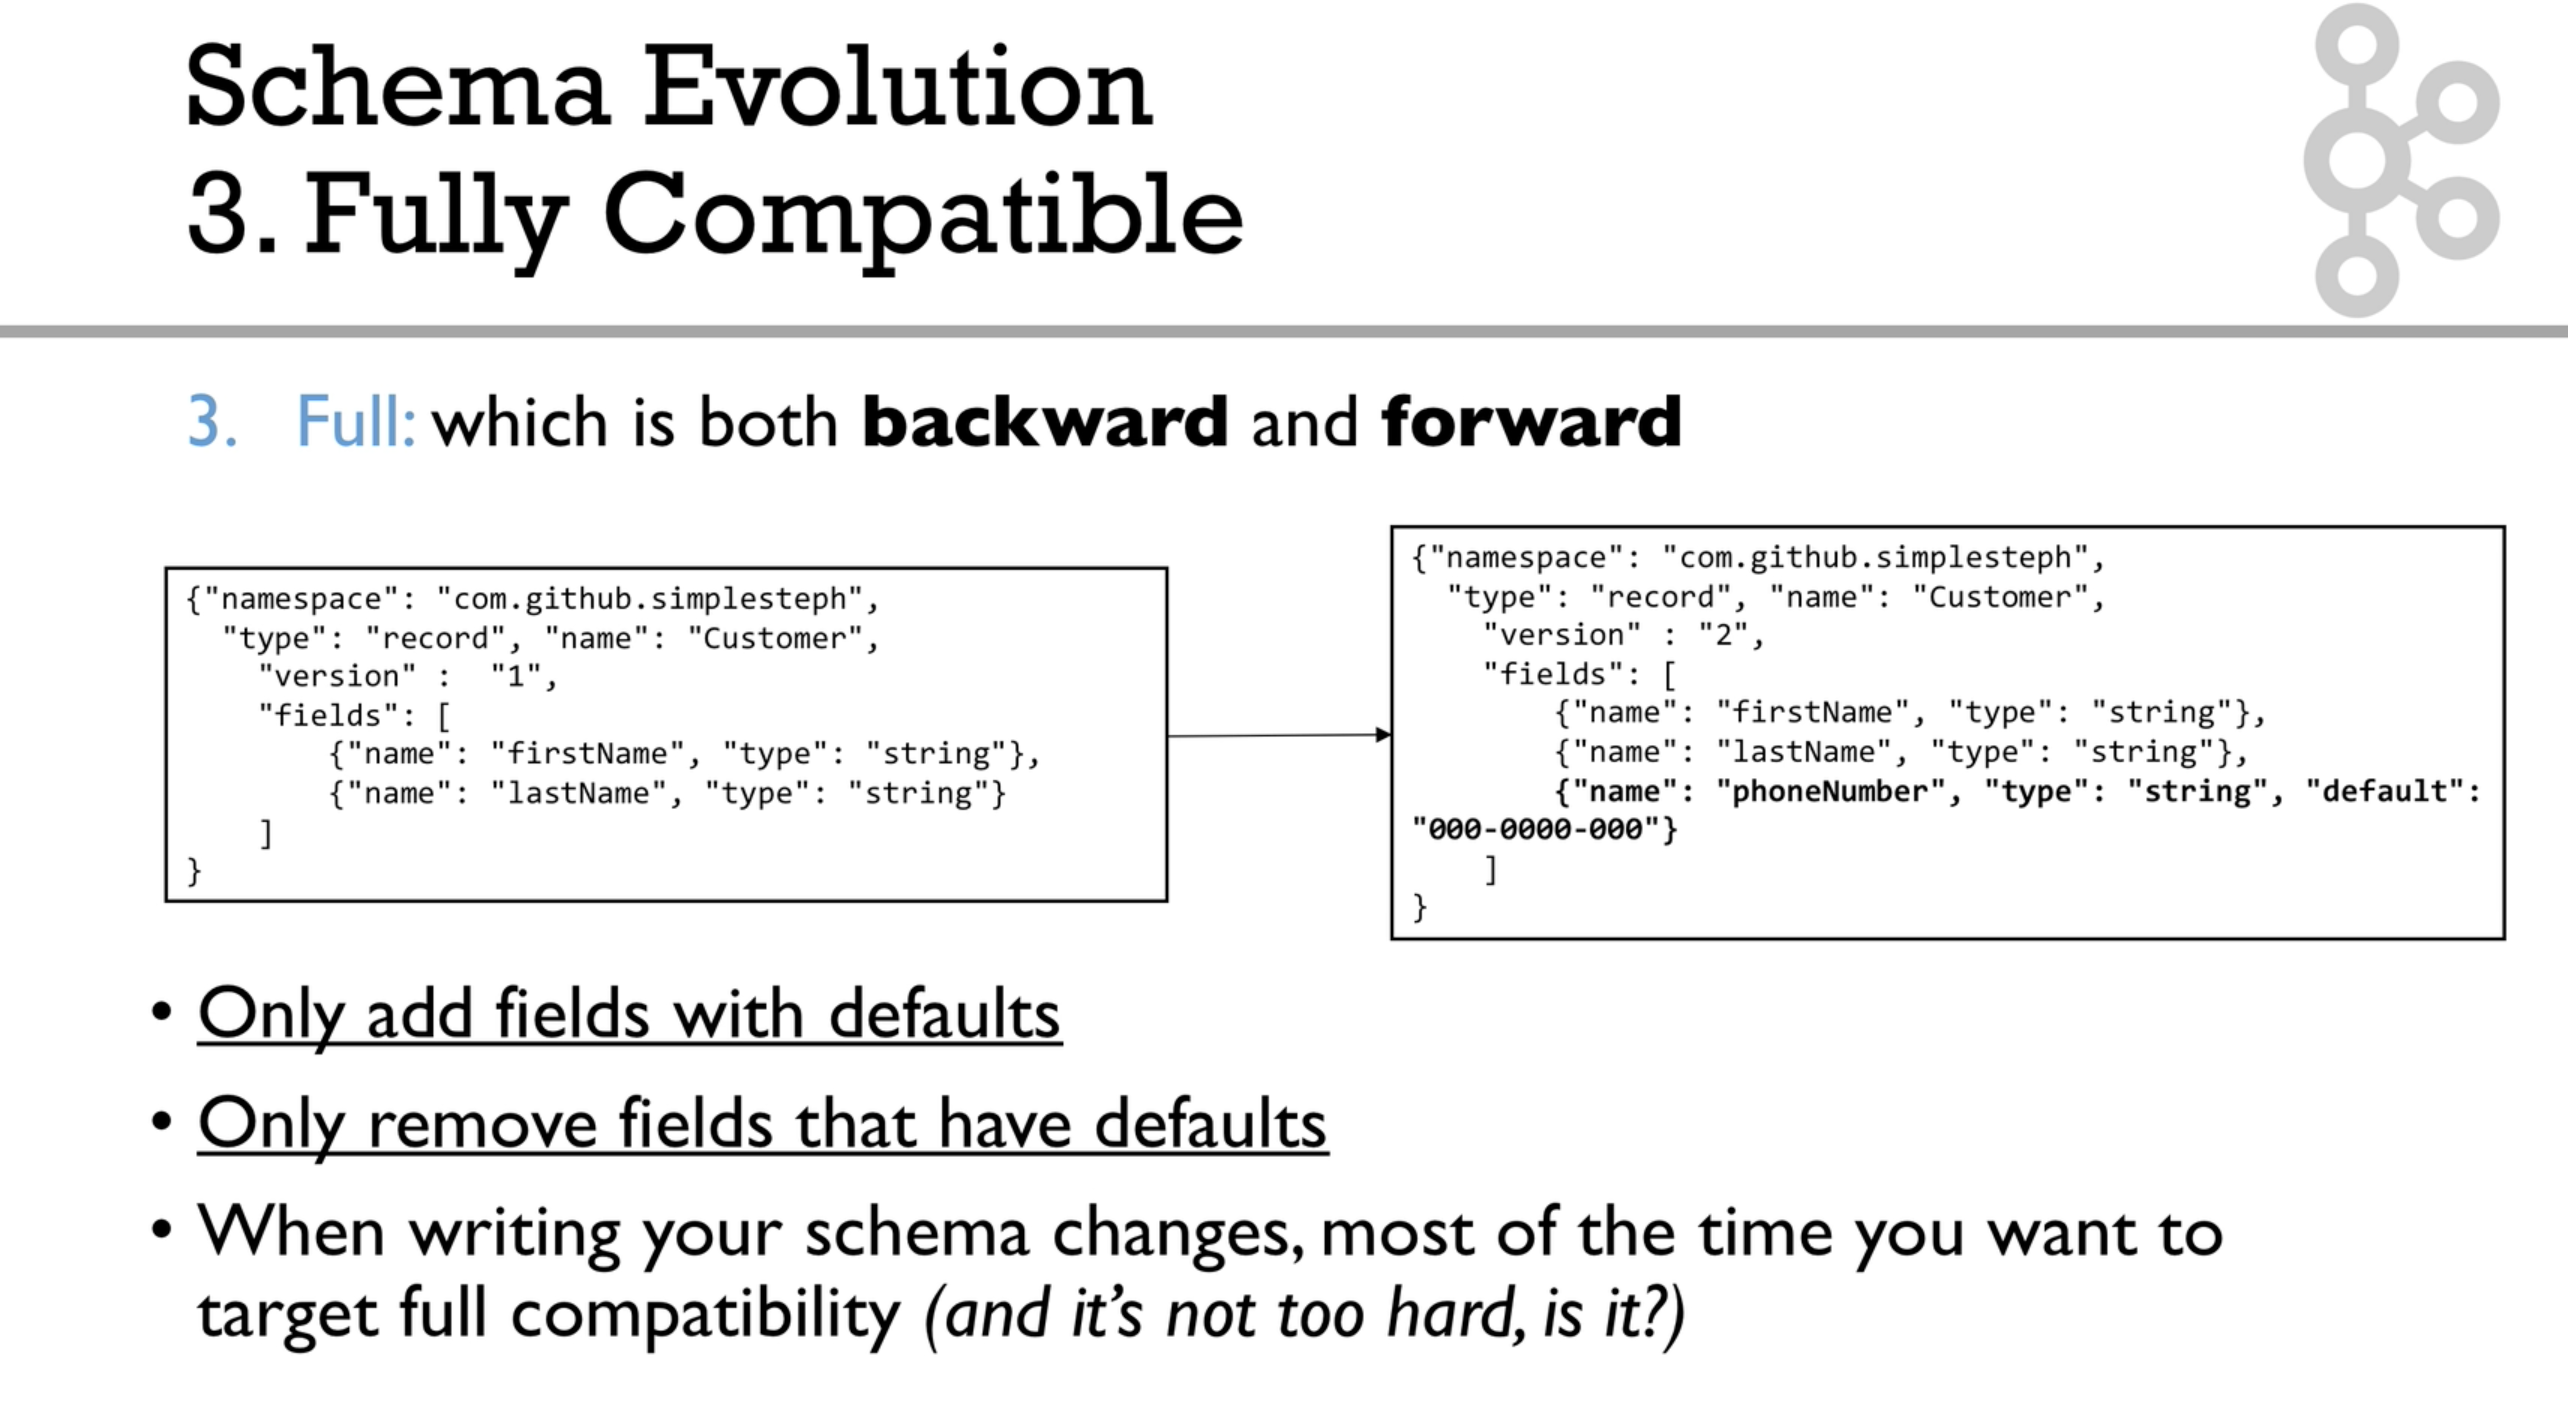 Schema Evolution
3. Fully Compatible
3. Full: which is both backward and forward
{"namespace": "com.github.simplesteph",
"type": "record", "name": "Customer",
"version" : "1",
"fields": [
{"name": "firstName", "type": "string"},
{"name": "lastName", "type": "string"}
]
}
{"namespace": "com.github.simplesteph",
"type": "record", "name": "Customer",
"version" : "2",
"fields": [
{"name": "firstName", "type": "string"},
{"name": "lastName", "type": "string"},
{"name": "phoneNumber", "type": "string", "default":
"000-0000-000"}
]
}
• Only add fields with defaults
• Only remove fields that have defaults
• When writing your schema changes, most of the time you want to
target full compatibility (and it's not too hard, is it?)